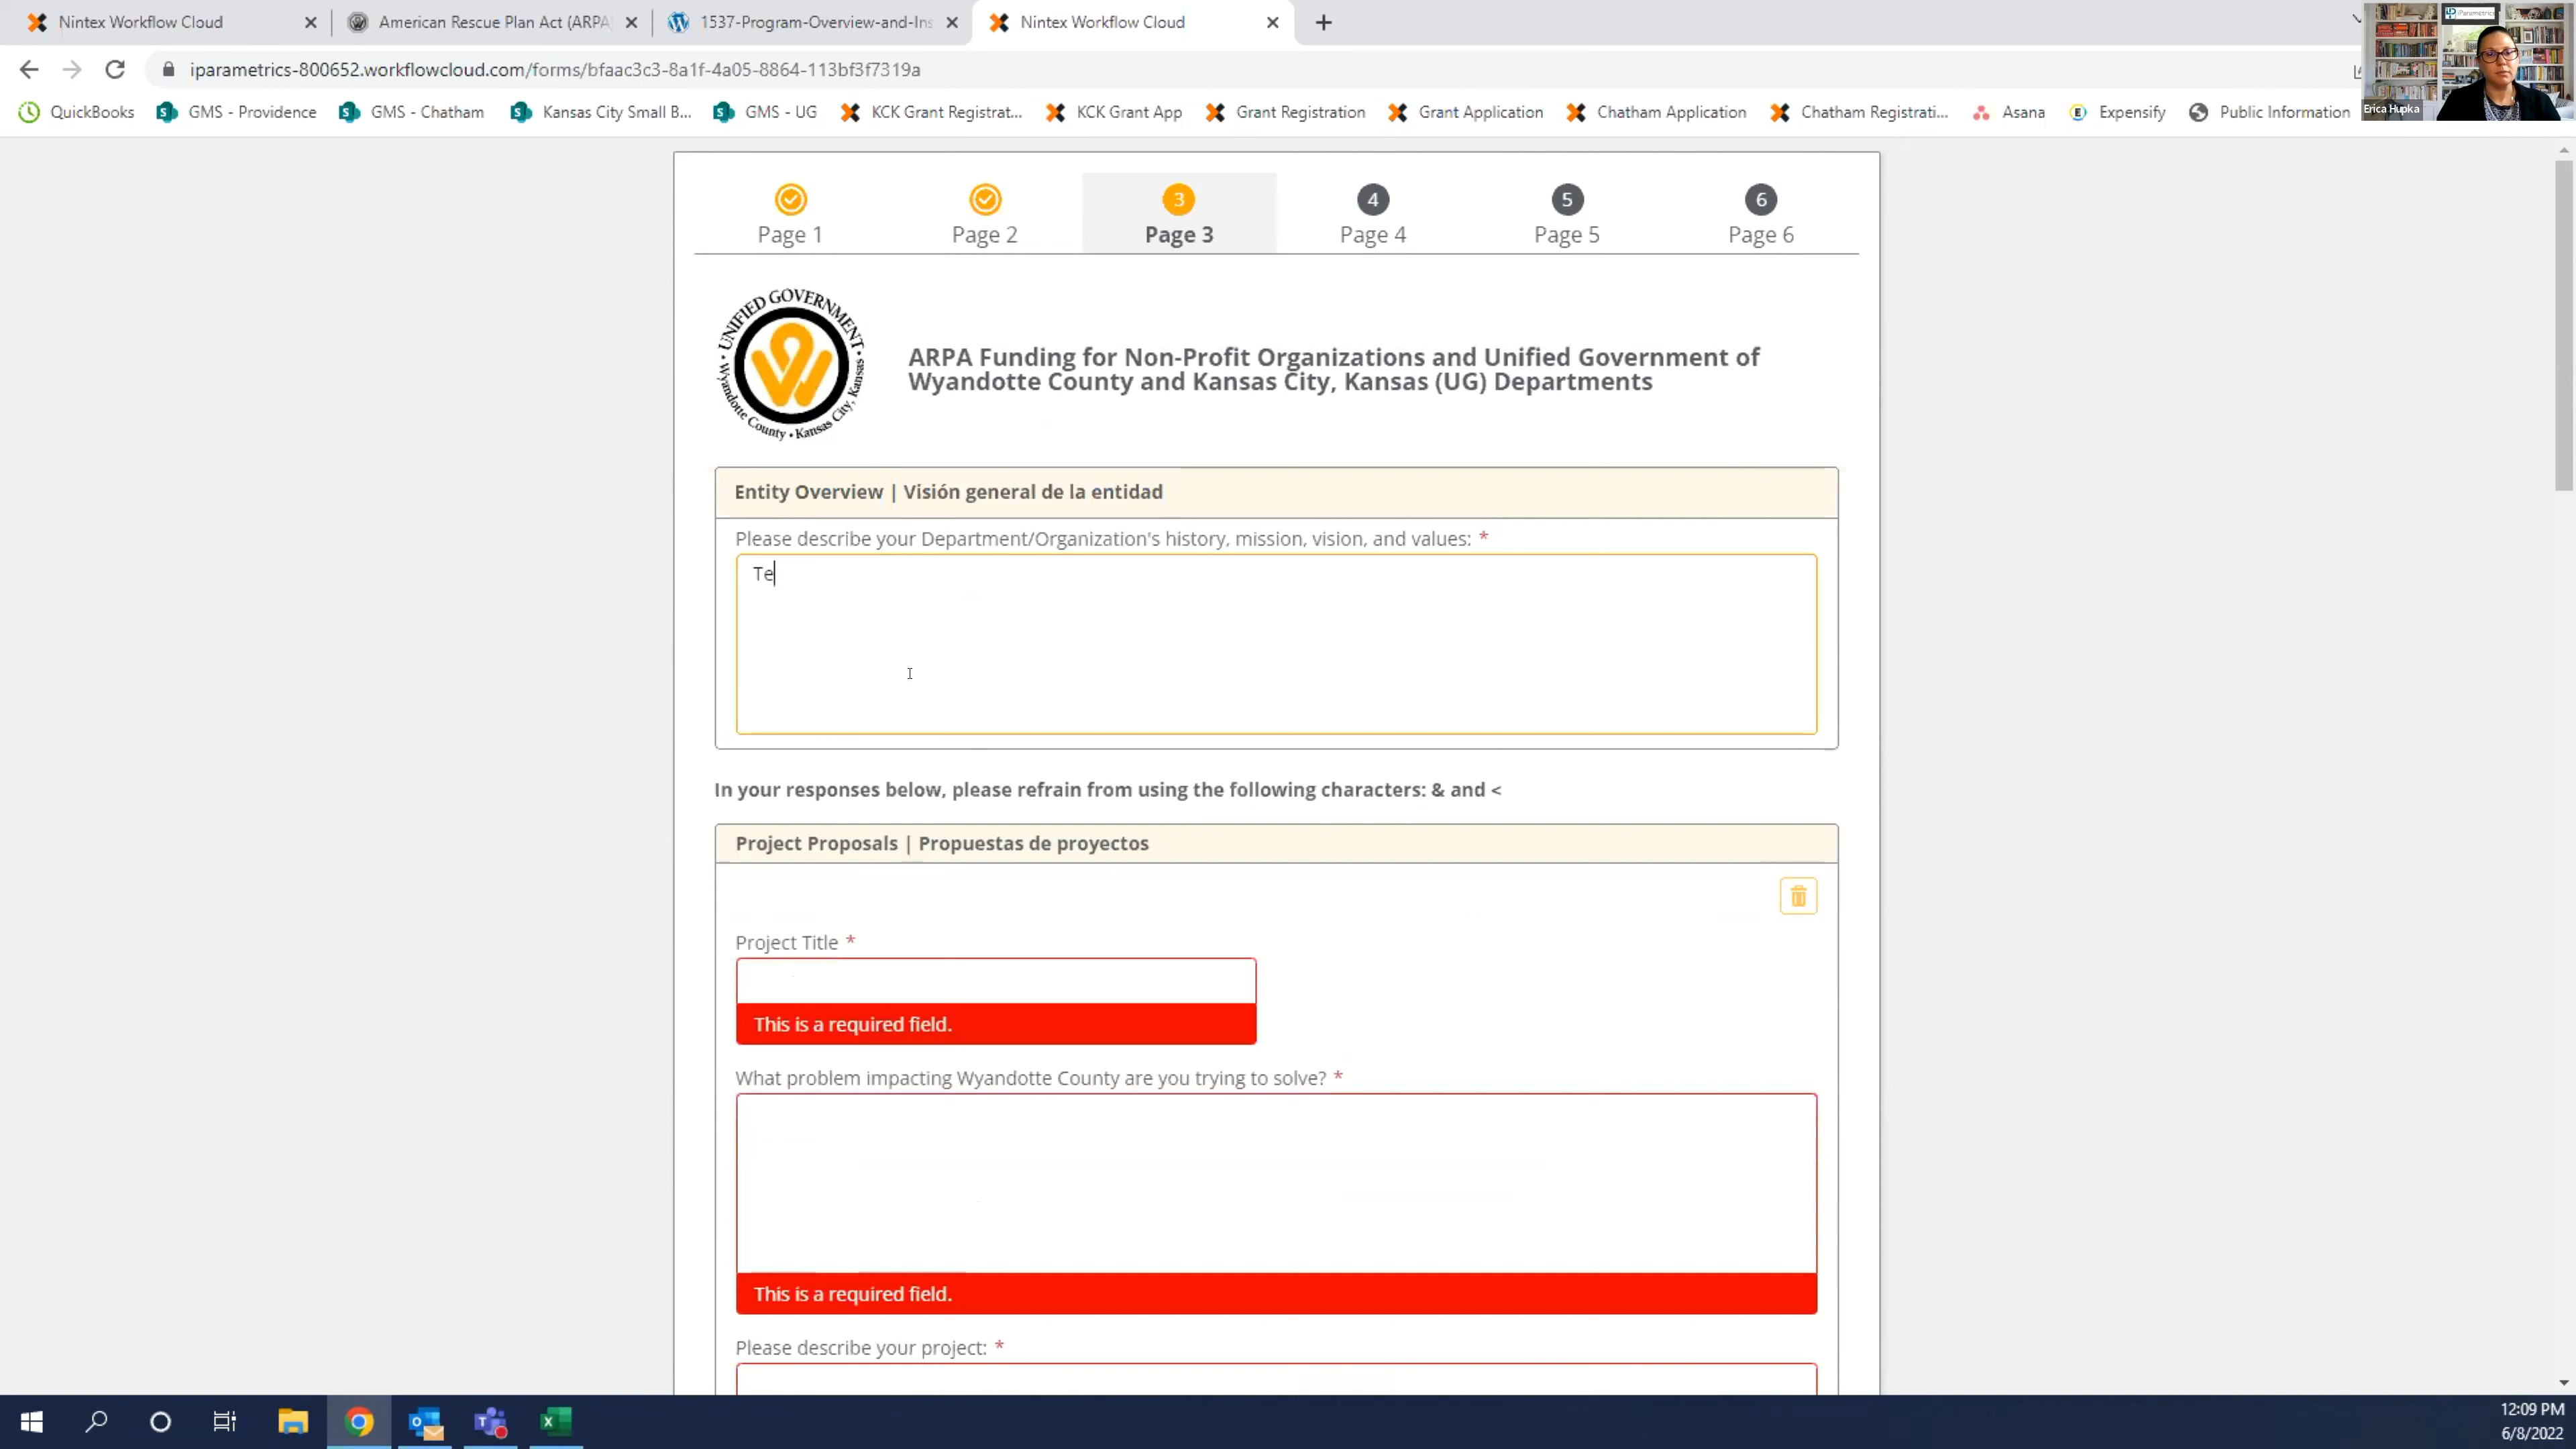 Nintex Workflow Cloud
American Rescue Plan Act (ARPA
1537-Program-Overview-and-Ins
Nintex Workflow Cloud
iparametrics-800652.workflowcloud.com/forms/bfaac3c3-8a1f-4a05-8864-113bf3f7319a
QuickBooks
GMS - Providence
GMS - Chatham
Kansas City Small B...
GMS - UG
KCK Grant Registrat...
KCK Grant App
Grant Registration
Grant Application
Chatham Application
Chatham Registrati...
Asana
Expensify
Public Information
iParametrics
Erica Hupka
3 4 5 6
Page 1 Page 2 Page 3 Page 4 Page 5 Page 6
UNIFIED GOVERNMENT
Wyandotte County • Kansas City, Kansas
ARPA Funding for Non-Profit Organizations and Unified Government of
Wyandotte County and Kansas City, Kansas (UG) Departments
Entity Overview | Visión general de la entidad
Please describe your Department/Organization's history, mission, vision, and values: *
Te
In your responses below, please refrain from using the following characters: & and <
Project Proposals | Propuestas de proyectos
Project Title *
This is a required field.
What problem impacting Wyandotte County are you trying to solve? *
This is a required field.
Please describe your project: *
12:09 PM
6/8/2022